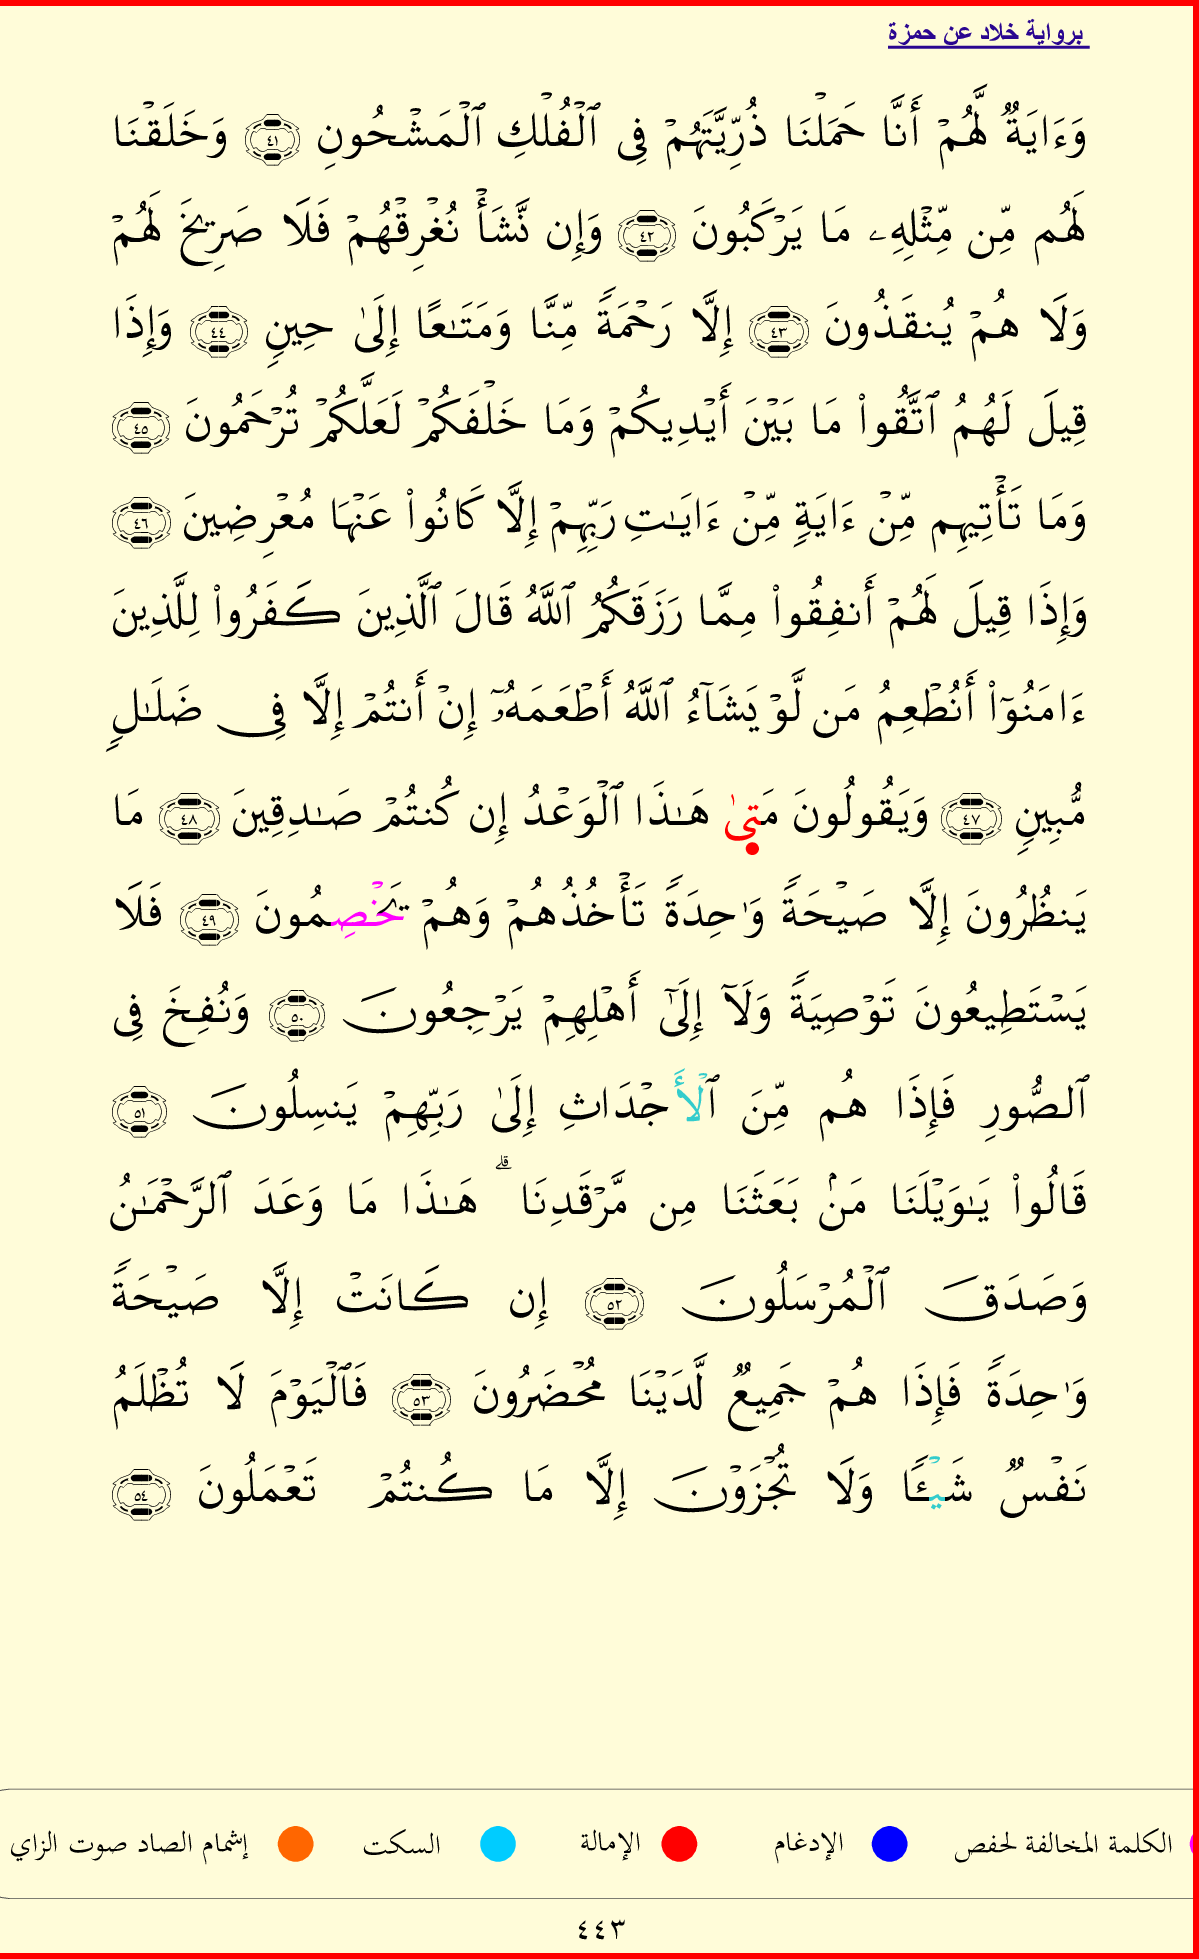 برواية خلاد عن حمزة
وَءَايَةٌ لَّهُمْ أَنَّا حَمَلْنَا ذُرِّيَّتَهُمْ فِى ٱلْفُلْكِ ٱلْمَشْحُونِ ٤١ وَخَلَقْنَا
لَهُم مِّن مِّثْلِهِۦ مَا يَرْكَبُونَ ٤٢ وَإِن نَّشَأْ نُغْرِقْهُمْ فَلَا صَرِيخَ لَهُمْ
وَلَا هُمْ يُنقَذُونَ ٤٣ إِلَّا رَحْمَةً مِّنَّا وَمَتَـٰعًا إِلَىٰ حِينٍ ٤٤ وَإِذَا
قِيلَ لَهُمُ ٱتَّقُوا۟ مَا بَيْنَ أَيْدِيكُمْ وَمَا خَلْفَكُمْ لَعَلَّكُمْ تُرْحَمُونَ ٤٥
وَمَا تَأْتِيهِم مِّنْ ءَايَةٍ مِّنْ ءَايَـٰتِ رَبِّهِمْ إِلَّا كَانُوا۟ عَنْهَا مُعْرِضِينَ ٤٦
وَإِذَا قِيلَ لَهُمْ أَنفِقُوا۟ مِمَّا رَزَقَكُمُ ٱللَّهُ قَالَ ٱلَّذِينَ كَفَرُوا۟ لِلَّذِينَ
ءَامَنُوٓا۟ أَنُطْعِمُ مَن لَّوْ يَشَآءُ ٱللَّهُ أَطْعَمَهُۥٓ إِنْ أَنتُمْ إِلَّا فِى ضَلَـٰلٍ
مُّبِينٍ ٤٧ وَيَقُولُونَ مَتِىٰ هَـٰذَا ٱلْوَعْدُ إِن كُنتُمْ صَـٰدِقِينَ ٤٨ مَا
يَنظُرُونَ إِلَّا صَيْحَةً وَٰحِدَةً تَأْخُذُهُمْ وَهُمْ يَخْصِمُونَ ٤٩ فَلَا
يَسْتَطِيعُونَ تَوْصِيَةً وَلَآ إِلَىٰٓ أَهْلِهِمْ يَرْجِعُونَ ٥٠ وَنُفِخَ فِى
ٱلصُّورِ فَإِذَا هُم مِّنَ ٱلْأَجْدَاثِ إِلَىٰ رَبِّهِمْ يَنسِلُونَ ٥١
قَالُوا۟ يَـٰوَيْلَنَا مَنۢ بَعَثَنَا مِن مَّرْقَدِنَا ۗ هَـٰذَا مَا وَعَدَ ٱلرَّحْمَـٰنُ
وَصَدَقَ ٱلْمُرْسَلُونَ ٥٢ إِن كَانَتْ إِلَّا صَيْحَةً
وَٰحِدَةً فَإِذَا هُمْ جَمِيعٌ لَّدَيْنَا مُحْضَرُونَ ٥٣ فَٱلْيَوْمَ لَا تُظْلَمُ
نَفْسٌ شَيْـًٔا وَلَا تُجْزَوْنَ إِلَّا مَا كُنتُمْ تَعْمَلُونَ ٥٤
الكلمة المخالفة لحفص الإدغام الإمالة السكت إشمام الصاد صوت الزاي
٤٤٣